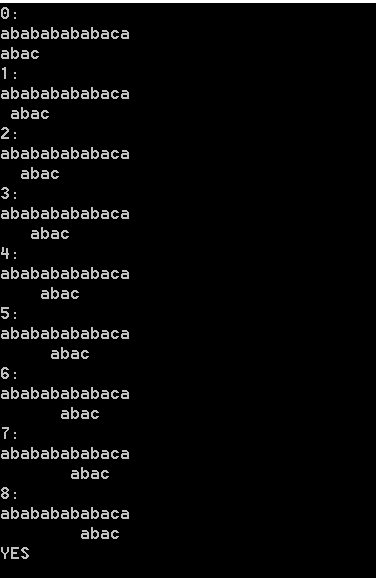 0:
abababababaca
abac
1:
abababababaca
 abac
2:
abababababaca
  abac
3:
abababababaca
   abac
4:
abababababaca
    abac
5:
abababababaca
     abac
6:
abababababaca
      abac
7:
abababababaca
       abac
8:
abababababaca
        abac
YES